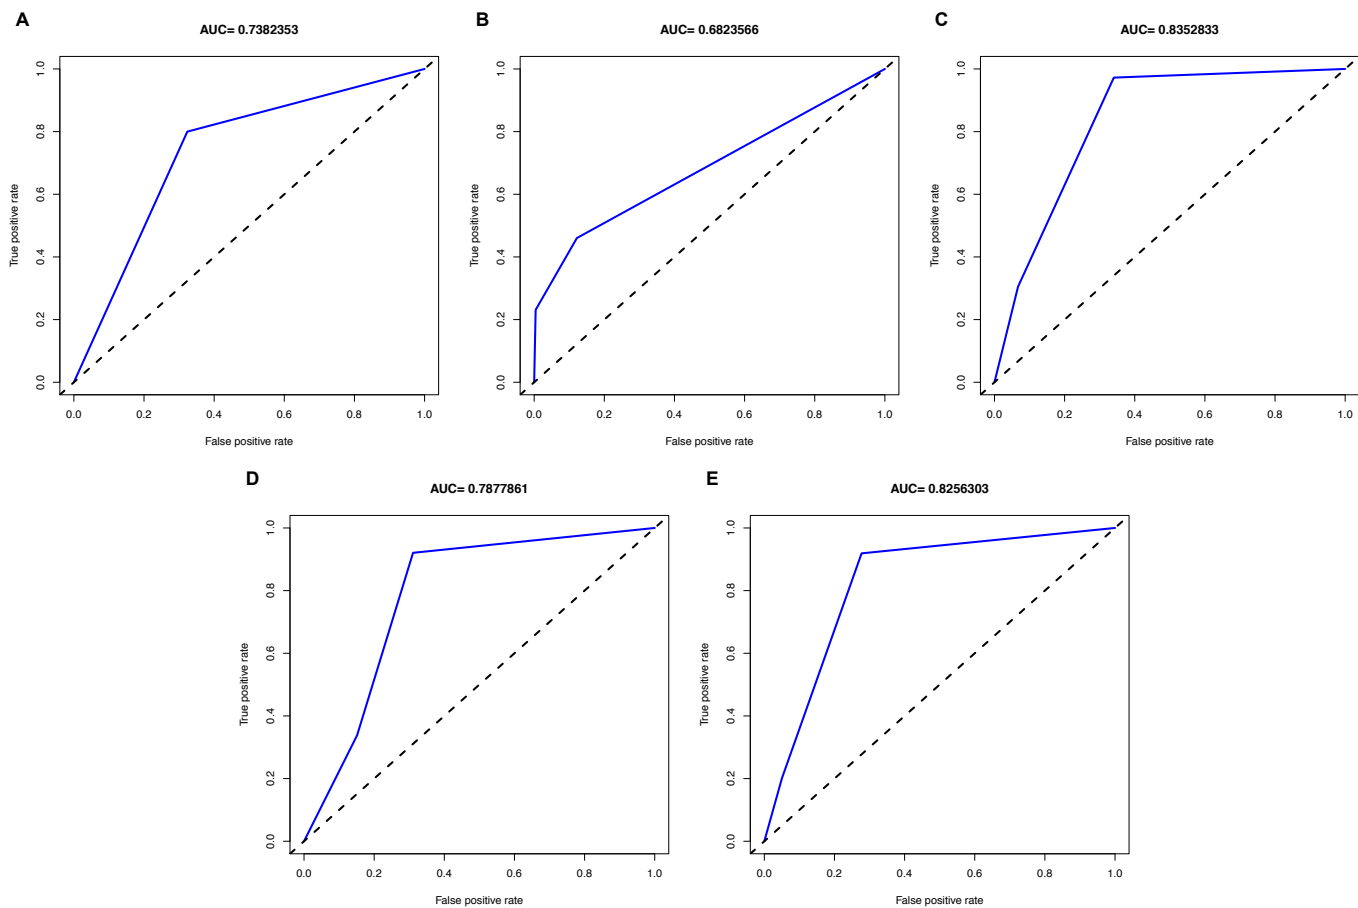 A
AUC= 0.7382353
True positive rate
1.0
0.8
0.6
0.4
0.2
0.0
0.0 0.2 0.4 0.6 0.8 1.0
False positive rate
B
AUC= 0.6823566
True positive rate
1.0
0.8
0.6
0.4
0.2
0.0
0.0 0.2 0.4 0.6 0.8 1.0
False positive rate
C
AUC= 0.8352833
True positive rate
1.0
0.8
0.6
0.4
0.2
0.0
0.0 0.2 0.4 0.6 0.8 1.0
False positive rate
D
AUC= 0.7877861
True positive rate
1.0
0.8
0.6
0.4
0.2
0.0
0.0 0.2 0.4 0.6 0.8 1.0
False positive rate
E
AUC= 0.8256303
True positive rate
1.0
0.8
0.6
0.4
0.2
0.0
0.0 0.2 0.4 0.6 0.8 1.0
False positive rate